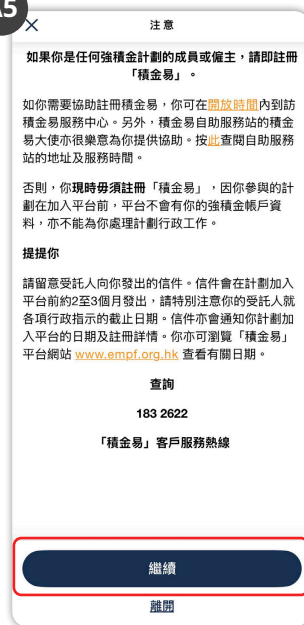 A5
注意
如果你是任何強積金計劃的成員或僱主，請即註冊
「積金易」。
如你需要協助註冊積金易，你可在開放時間內到訪
積金易服務中心。另外，積金易自助服務站的積金
易大使亦很樂意為你提供協助。按此查閱自助服務
站的地址及服務時間。
否則，你現時毋須註冊「積金易」，因你參與的計
劃在加入平台前，平台不會有你的強積金帳戶資
料，亦不能為你處理計劃行政工作。
提提你
請留意受託人向你發出的信件。信件會在計劃加入
平台前約2至3個月發出，請特別注意你的受託人就
各項行政指示的截止日期。信件亦會通知你計劃加
入平台的日期及註冊詳情。你亦可瀏覽「積金易」
平台網站 www.empf.org.hk 查看有關日期。
查詢
183 2622
「積金易」客戶服務熱線
繼續
離開